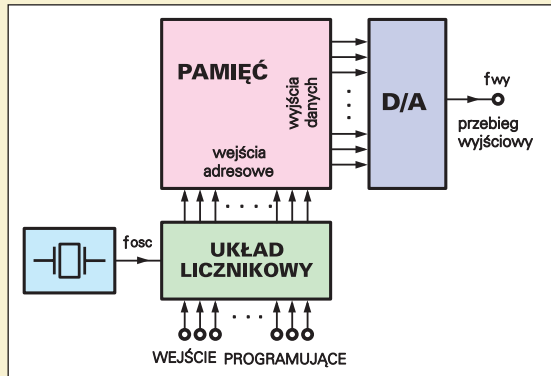 PAMIĘĆ
wyjścia
danych
wejścia
adresowe
D/A
fwy
przebieg
wyjściowy
fosc
UKŁAD
LICZNIKOWY
WEJŚCIE PROGRAMUJĄCE